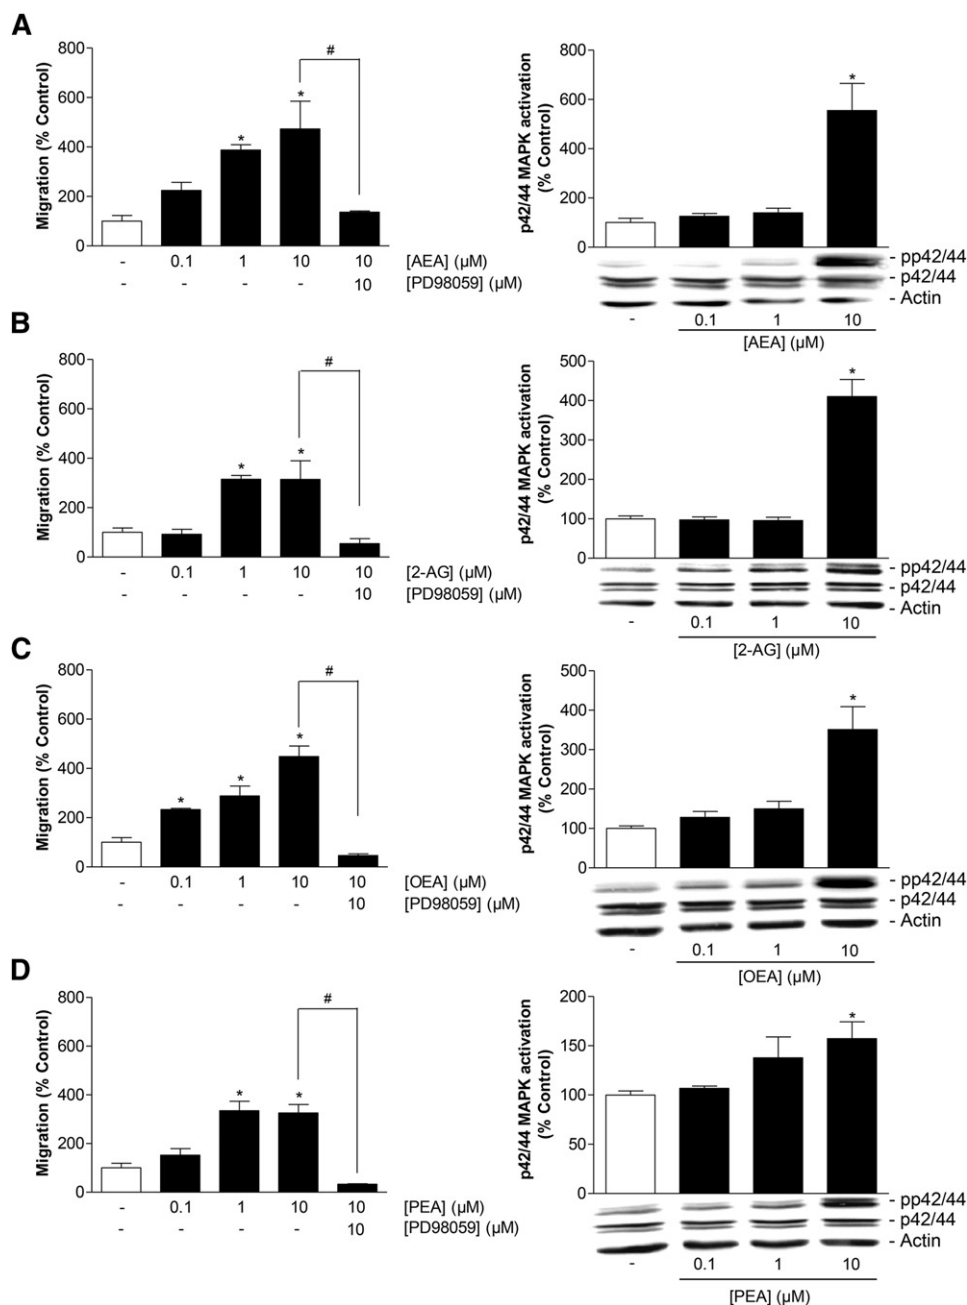 A
Migration (% Control)
800
600
400
200
0
*
*
#
- 0.1 1 10 10 [AEA] (µM)
- - - - 10 [PD98059] (µM)
p42/44 MAPK activation
(% Control)
800
600
400
200
0
*
- pp42/44
- p42/44
- Actin
- 0.1 1 10
[AEA] (µM)
B
Migration (% Control)
800
600
400
200
0
*
*
#
- 0.1 1 10 10 [2-AG] (µM)
- - - - 10 [PD98059] (µM)
p42/44 MAPK activation
(% Control)
500
400
300
200
100
0
*
- pp42/44
- p42/44
- Actin
- 0.1 1 10
[2-AG] (µM)
C
Migration (% Control)
800
600
400
200
0
*
*
*
#
- 0.1 1 10 10 [OEA] (µM)
- - - - 10 [PD98059] (µM)
p42/44 MAPK activation
(% Control)
500
400
300
200
100
0
*
- pp42/44
- p42/44
- Actin
- 0.1 1 10
[OEA] (µM)
D
Migration (% Control)
800
600
400
200
0
*
*
#
- 0.1 1 10 10 [PEA] (µM)
- - - - 10 [PD98059] (µM)
p42/44 MAPK activation
(% Control)
200
150
100
50
0
*
- pp42/44
- p42/44
- Actin
- 0.1 1 10
[PEA] (µM)